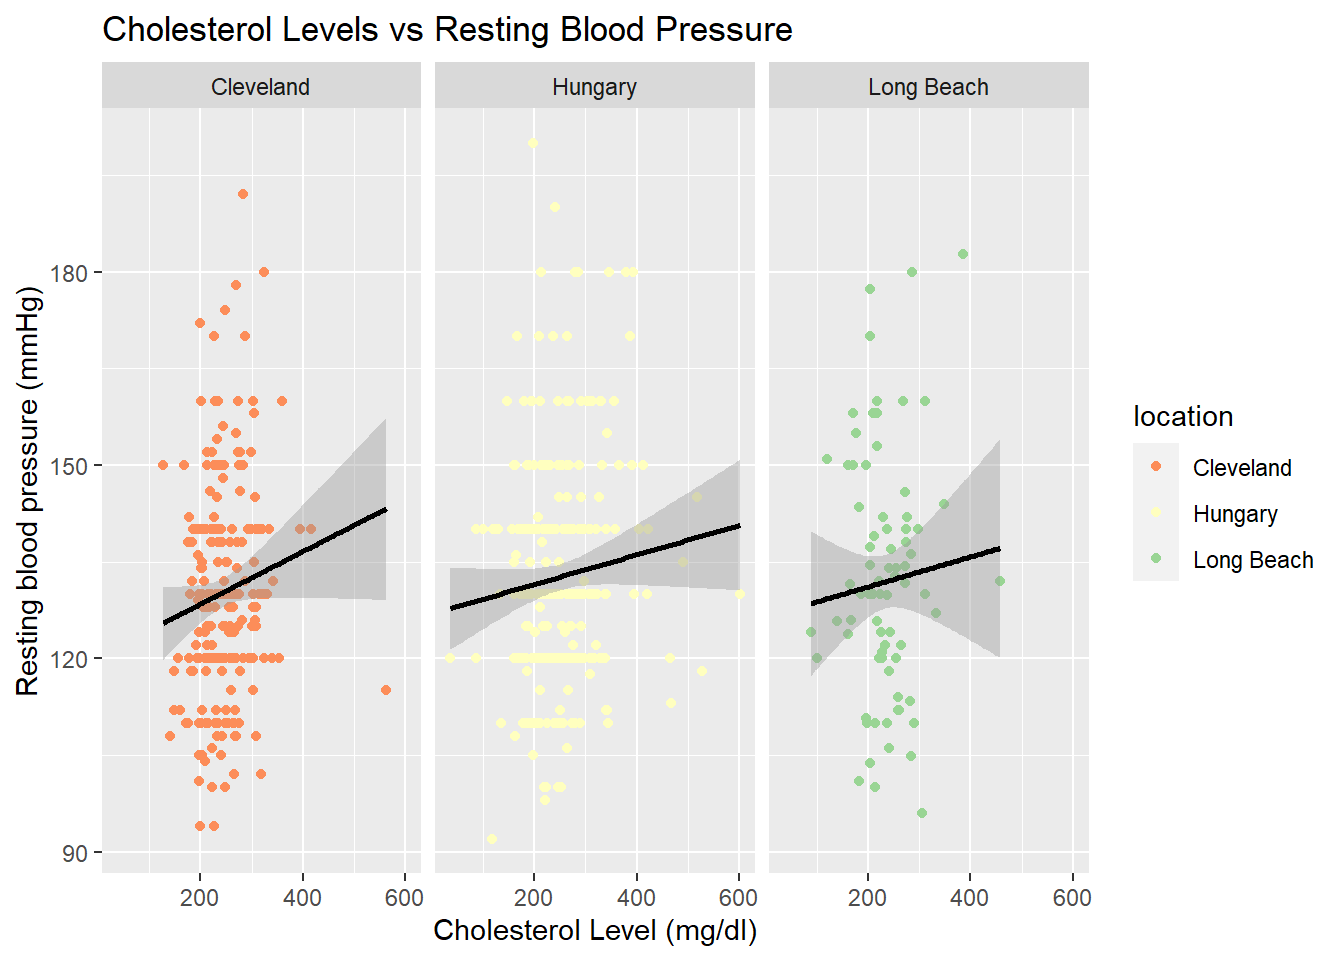 Cholesterol Levels vs Resting Blood Pressure
Cleveland
Hungary
Long Beach
Resting blood pressure (mmHg)
180
150
120
90
200
400
600
200
400
600
200
400
600
Cholesterol Level (mg/dl)
location
Cleveland
Hungary
Long Beach